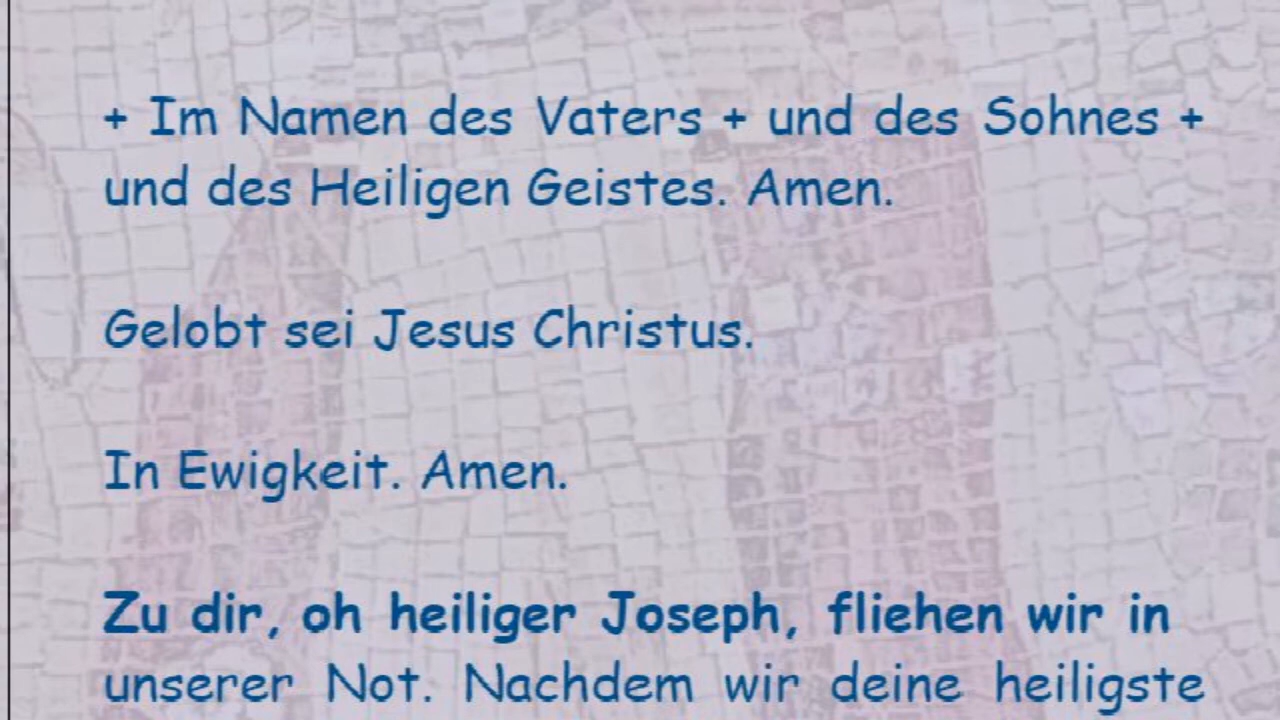 + Im Namen des Vaters + und des Sohnes +
und des Heiligen Geistes. Amen.
Gelobt sei Jesus Christus.
In Ewigkeit. Amen.
Zu dir, oh heiliger Joseph, fliehen wir in
unserer Not. Nachdem wir deine heiligste